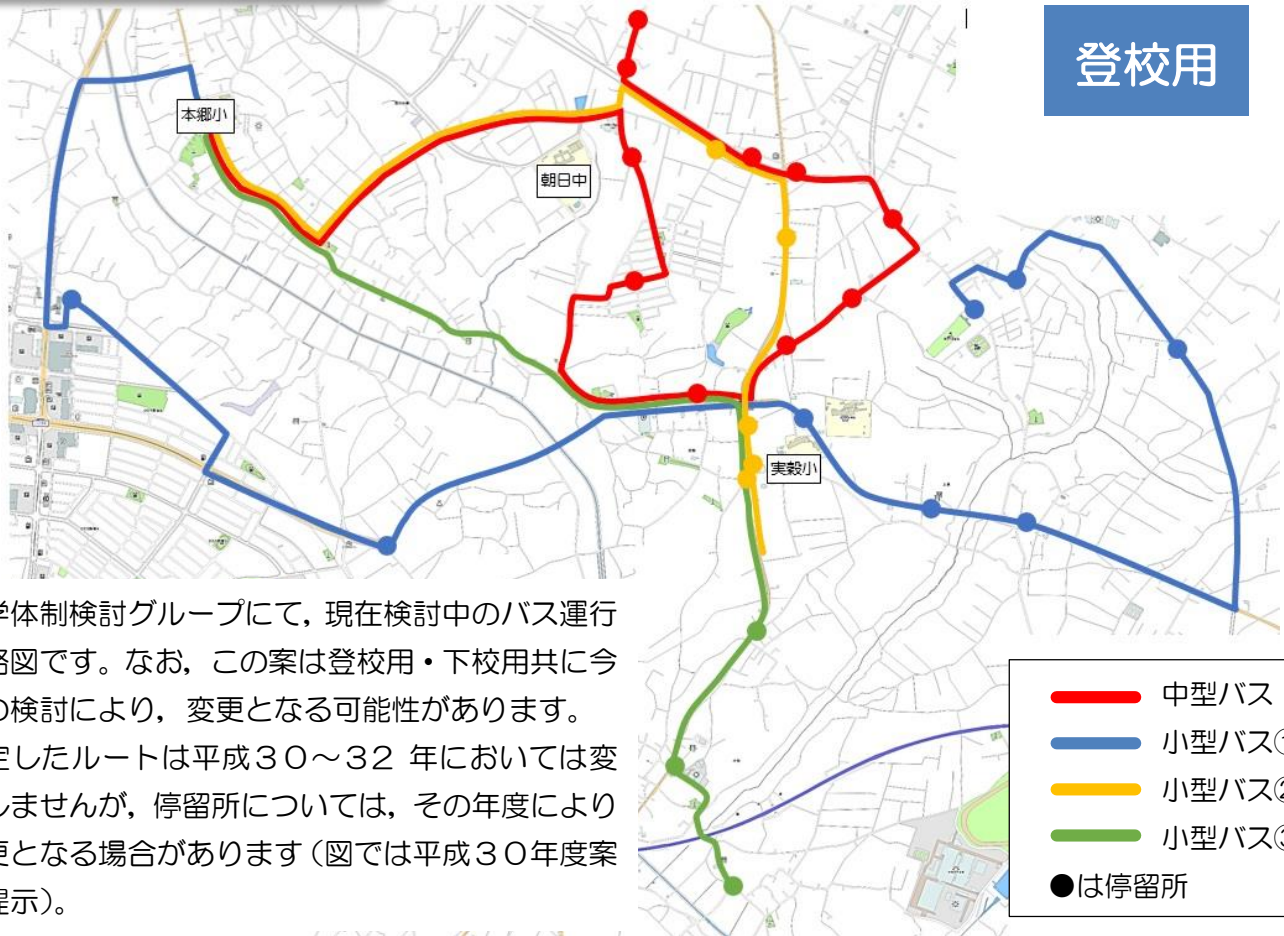 登校用
本郷小
朝日中
実穀小
学体制検討グループにて，現在検討中のバス運行
路図です。なお，この案は登校用・下校用共に今
の検討により，変更となる可能性があります。
定したルートは平成３０～３２ 年においては変
しませんが，停留所については，その年度により
更となる場合があります（図では平成３０年度案
提示）。
中型バス
小型バス①
小型バス②
小型バス③
●は停留所